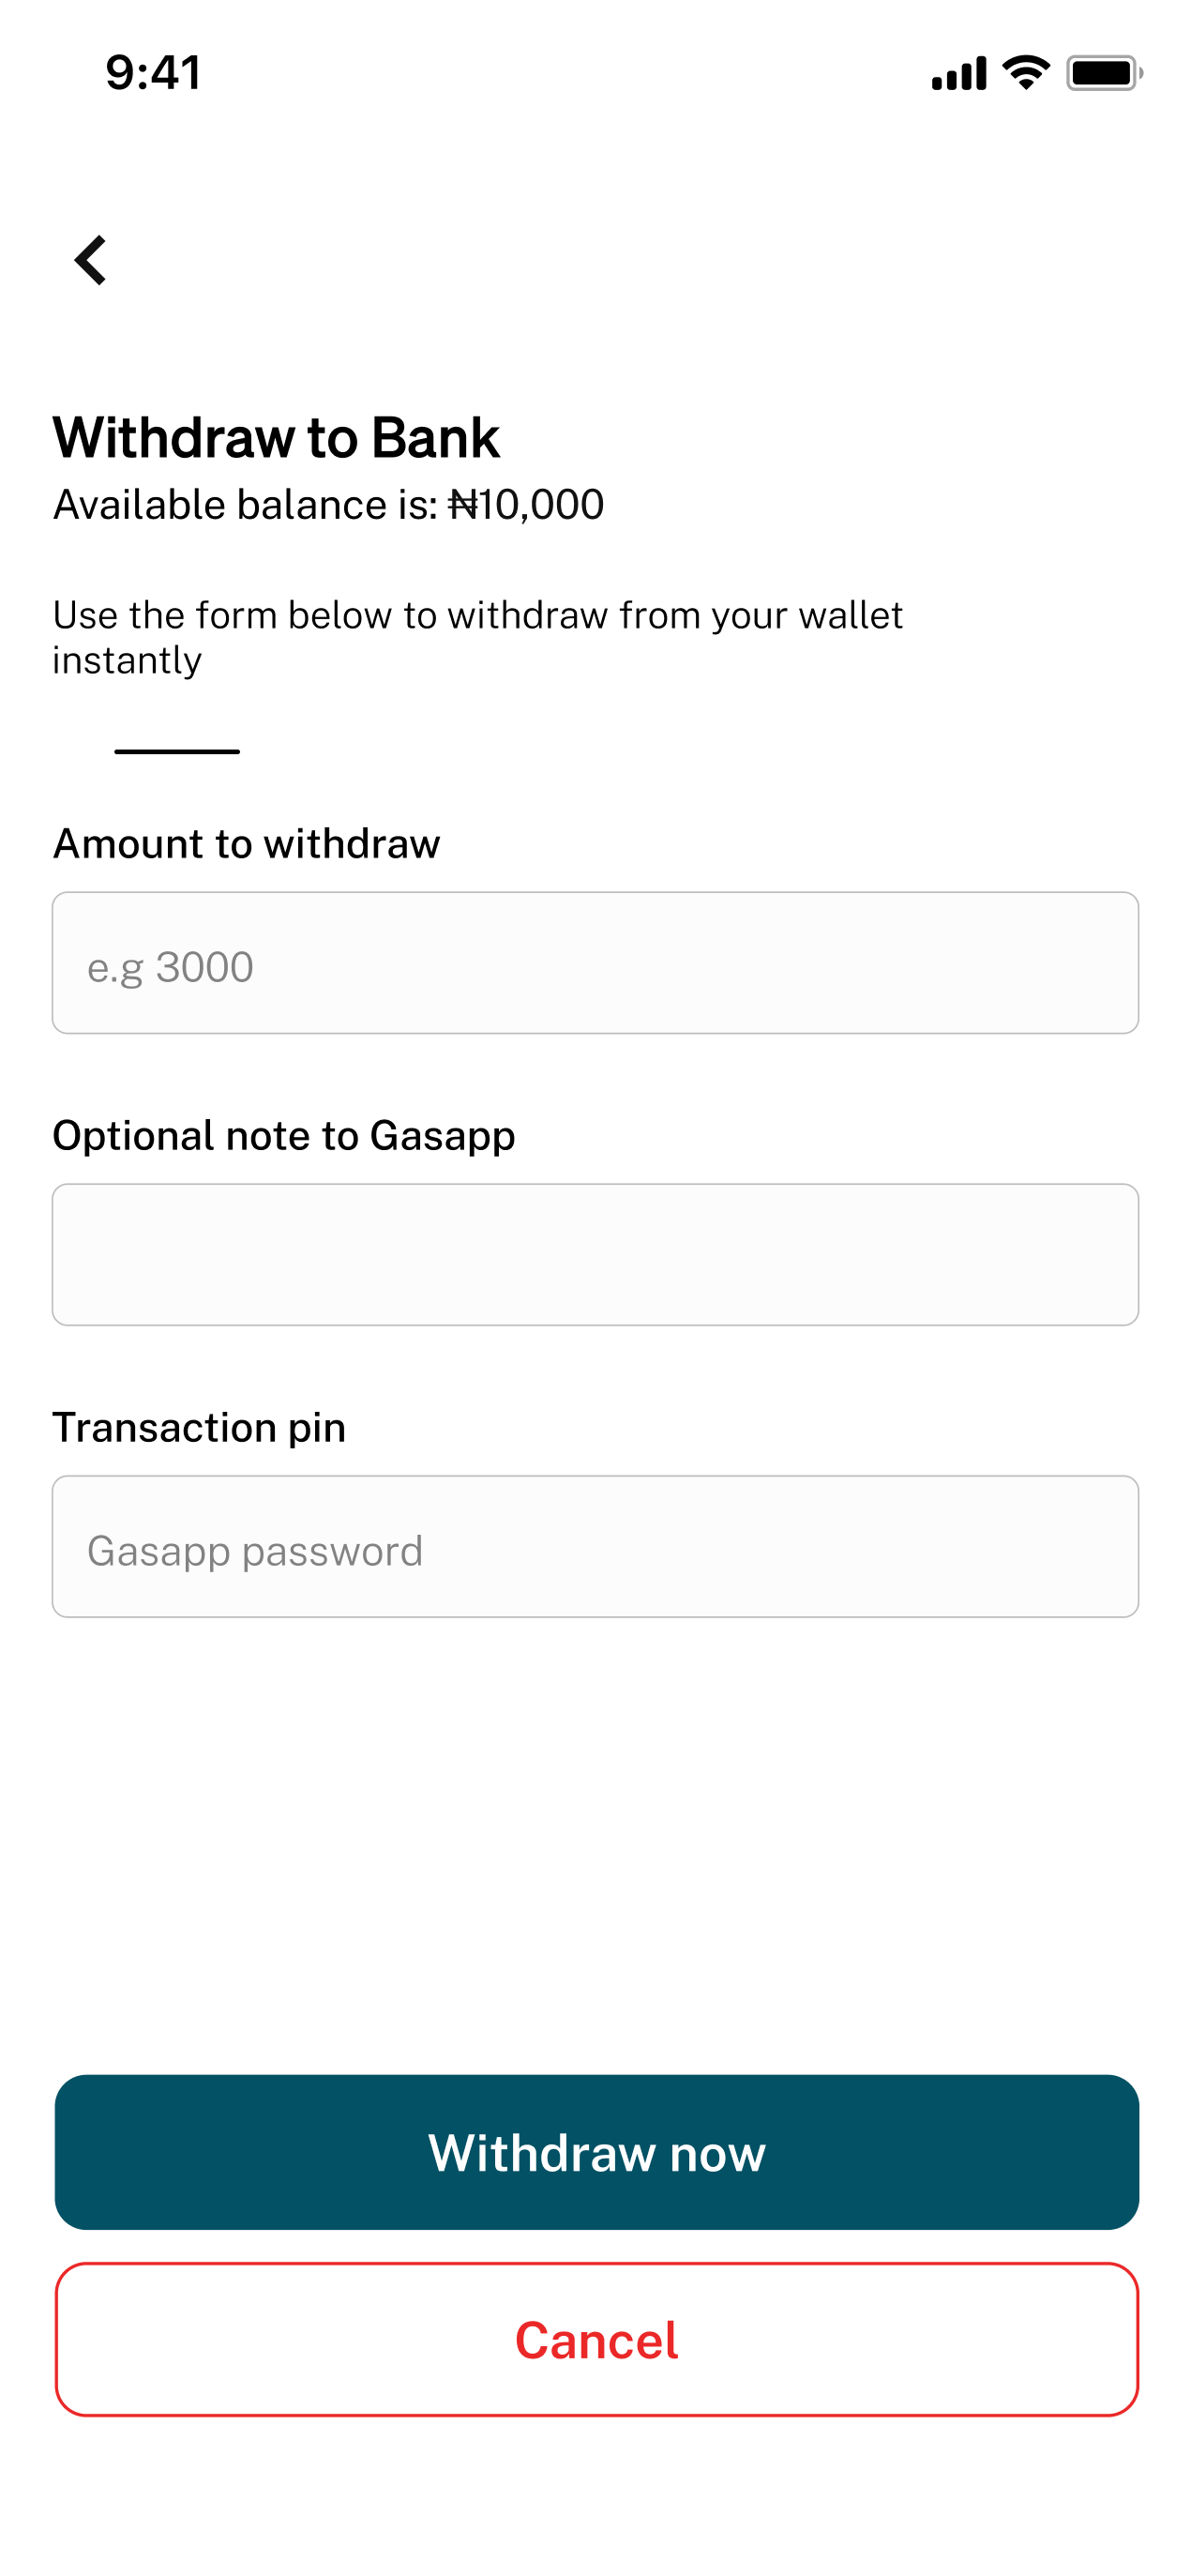 9:41
Withdraw to Bank
Available balance is: ₦10,000
Use the form below to withdraw from your wallet
instantly
Amount to withdraw
e.g 3000
Optional note to Gasapp
Transaction pin
Gasapp password
Withdraw now
Cancel